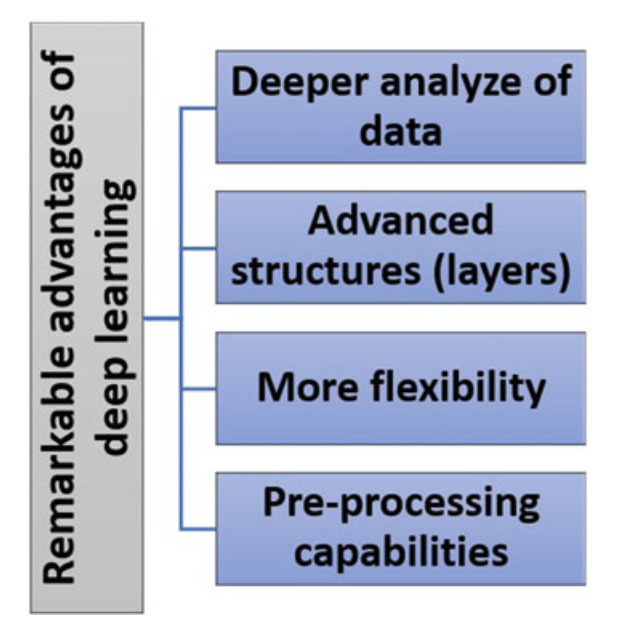 Remarkable advantages of
deep learning
Deeper analyze of
data
Advanced
structures (layers)
More flexibility
Pre-processing
capabilities